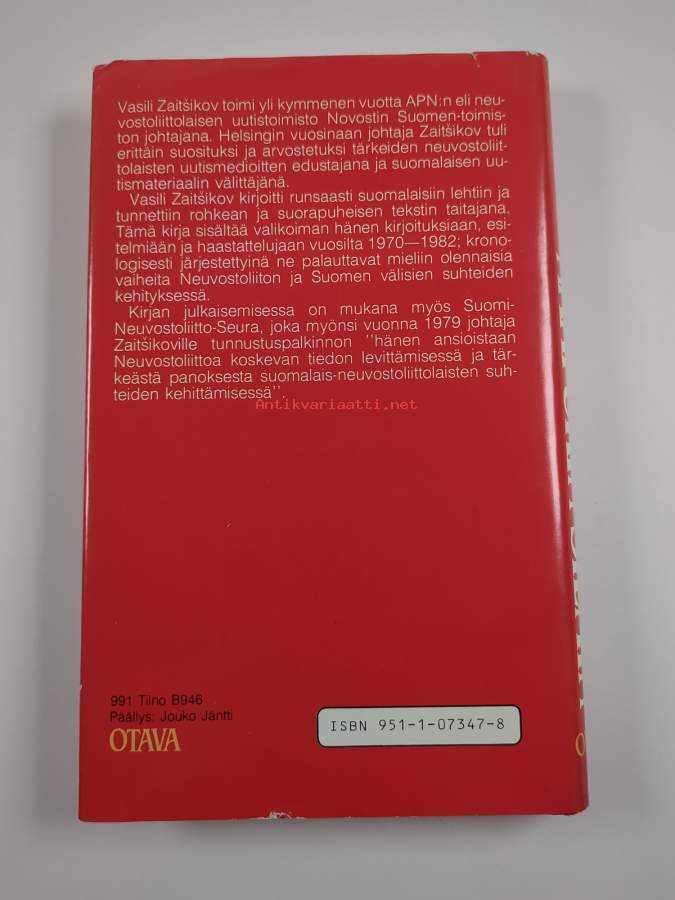 Vasili Zaitšikov toimi yli kymmenen vuotta APN:n eli neu-
vostoliittolaisen uutistoimisto Novostin Suomen-toimis-
ton johtajana. Helsingin vuosinaan johtaja Zaitšikov tuli
erittäin suosituksi ja arvostetuksi tärkeiden neuvostoliit-
tolaisten uutismedioitten edustajana ja suomalaisen uu-
tismateriaalin välittäjänä.
Vasili Zaitšikov kirjoitti runsaasti suomalaisiin lehtiin ja
tunnettiin rohkean ja suorapuheisen tekstin taitajana.
Tämä kirja sisältää valikoiman hänen kirjoituksiaan, esi-
telmiään ja haastattelujaan vuosilta 1970—1982; krono-
logisesti järjestettyinä ne palauttavat mieliin olennaisia
vaiheita Neuvostoliiton ja Suomen välisien suhteiden
kehityksessä.
Kirjan julkaisemisessa on mukana myös Suomi-
Neuvostoliitto-Seura, joka myönsi vuonna 1979 johtaja
Zaitšikoville tunnustuspalkinnon ''hänen ansioistaan
Neuvostoliittoa koskevan tiedon levittämisessä ja tär-
keästä panoksesta suomalais-neuvostoliittolaisten suh-
teiden kehittämisessä''.
Antikvariaatti.net
991 Tilno B946
Päällys: Jouko Jäntti
OTAVA
ISBN 951-1-07347-8